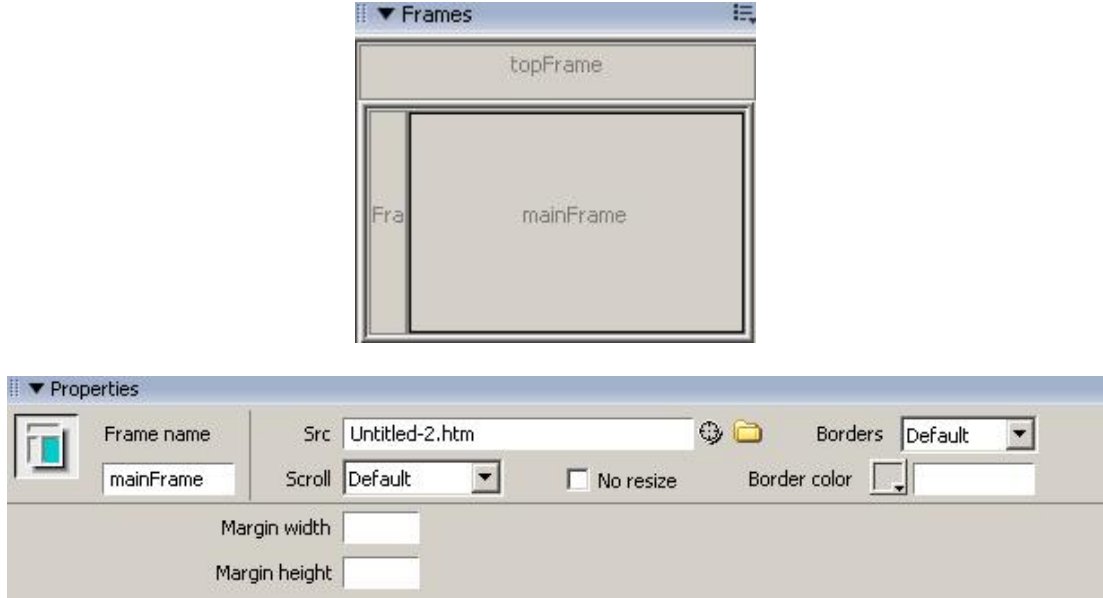 Frames
topFrame
Fra
mainFrame
Properties
Frame name
Src
Untitled-2.htm
Borders
Default
mainFrame
Scroll
Default
No resize
Border color
Margin width
Margin height